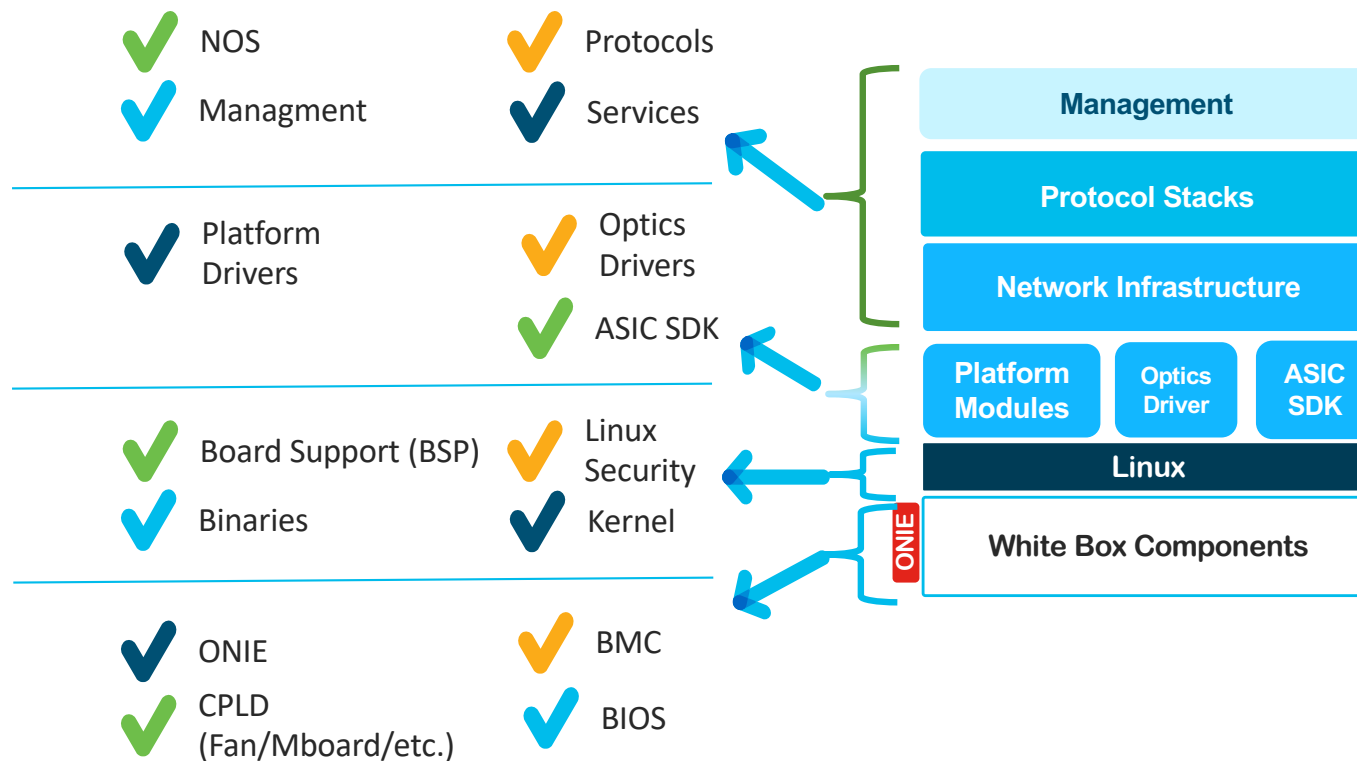 NOS
Protocols
Managment
Services
Platform
Drivers
Optics
Drivers
ASIC SDK
Board Support (BSP)
Linux
Security
Binaries
Kernel
ONIE
BMC
CPLD
(Fan/Mboard/etc.)
BIOS
Management
Protocol Stacks
Network Infrastructure
Platform
Modules
Optics
Driver
ASIC
SDK
Linux
ONIE
White Box Components